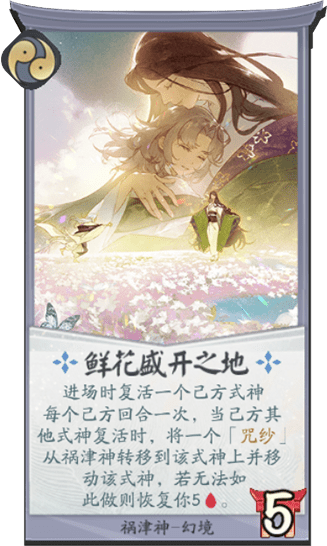 鲜花盛开之地
进场时复活一个己方式神
每个己方回合一次，当己方其
他式神复活时，将一个「咒纱」
从祸津神转移到该式神上并移
动该式神，若无法如
此做则恢复你5。
5
祸津神–幻境